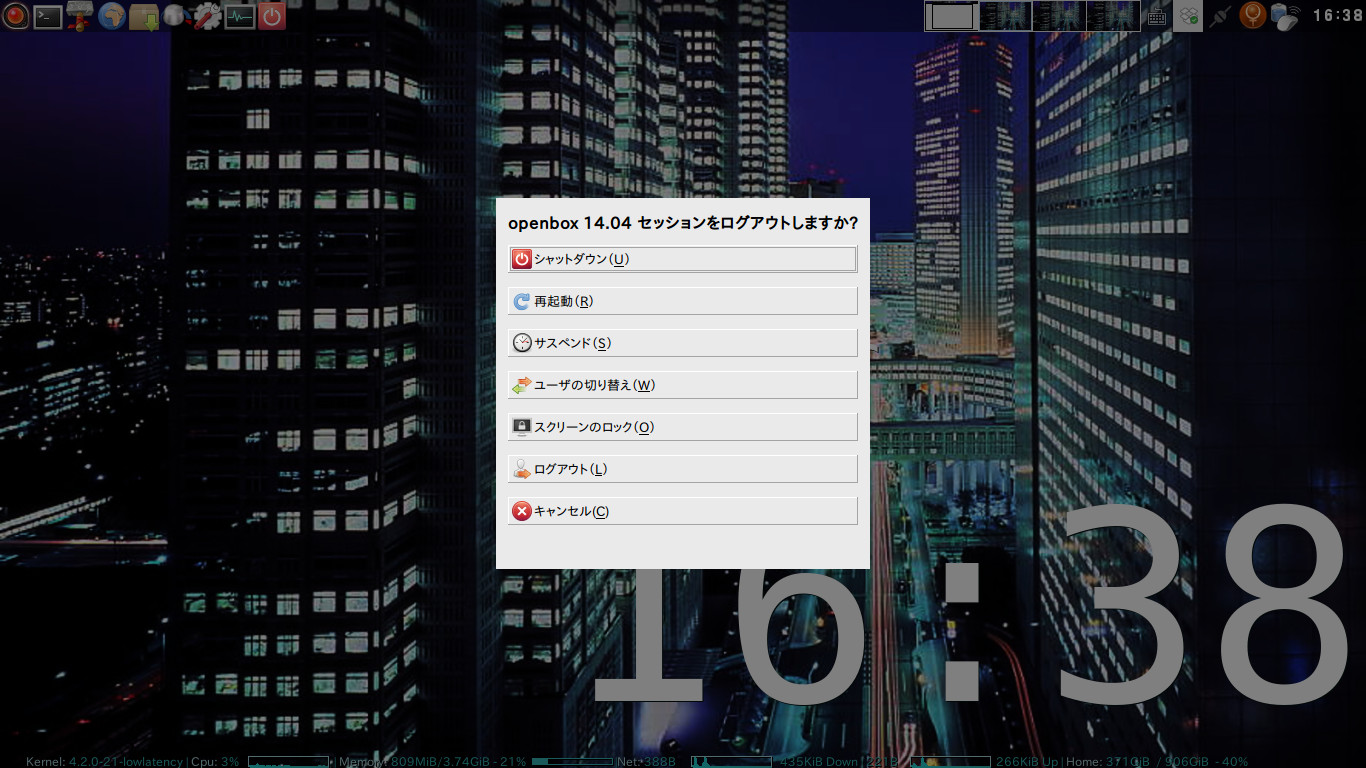 16:38
openbox 14.04 セッションをログアウトしますか?
シャットダウン(U)
再起動(R)
サスペンド(S)
ユーザの切り替え(W)
スクリーンのロック(O)
ログアウト(L)
キャンセル(C)
16:38
Kernel: 4.2.0-21-lowlatency | Cpu: 3% | Memory: 809MiB/3.74GiB - 21% Net: 388B 435KiB Down 266KiB Up | Home: 371GiB / 906GiB - 40%